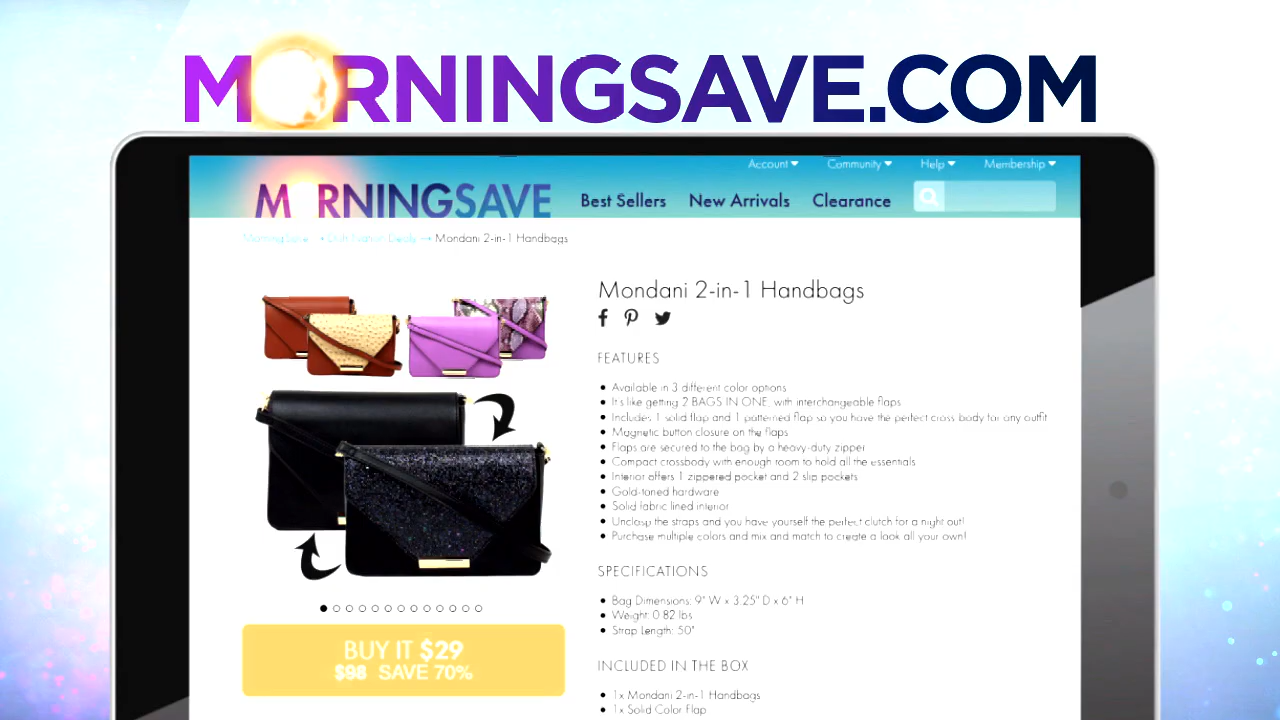 MORNINGSAVE.COM
Account Community Help Membership
MORNINGSAVE Best Sellers New Arrivals Clearance
Mondani 2-in-1 Handbags
Mondani 2-in-1 Handbags
FEATURES
Available in 3 different color options
It's like getting 2 BAGS IN ONE, with interchangeable flaps
Includes 1 solid flap and 1 patterned flap so you have the perfect cross body for any outfit
Magnetic button closure on the flaps
Flaps are secured to the bag by a heavy-duty zipper
Compact crossbody with enough room to hold all the essentials
Interior offers 1 zippered pocket and 2 slip pockets
Gold-toned hardware
Solid fabric lined interior
Unclasp the straps and you have yourself the perfect clutch for a night out!
Purchase multiple colors and mix and match to create a look all your own!
SPECIFICATIONS
Bag Dimensions: 9" W x 3.25" D x 6" H
Weight: 0.82 lbs
Strap Length: 50"
INCLUDED IN THE BOX
1x Mondani 2-in-1 Handbags
1x Solid Color Flap
BUY IT $29
$98 SAVE 70%